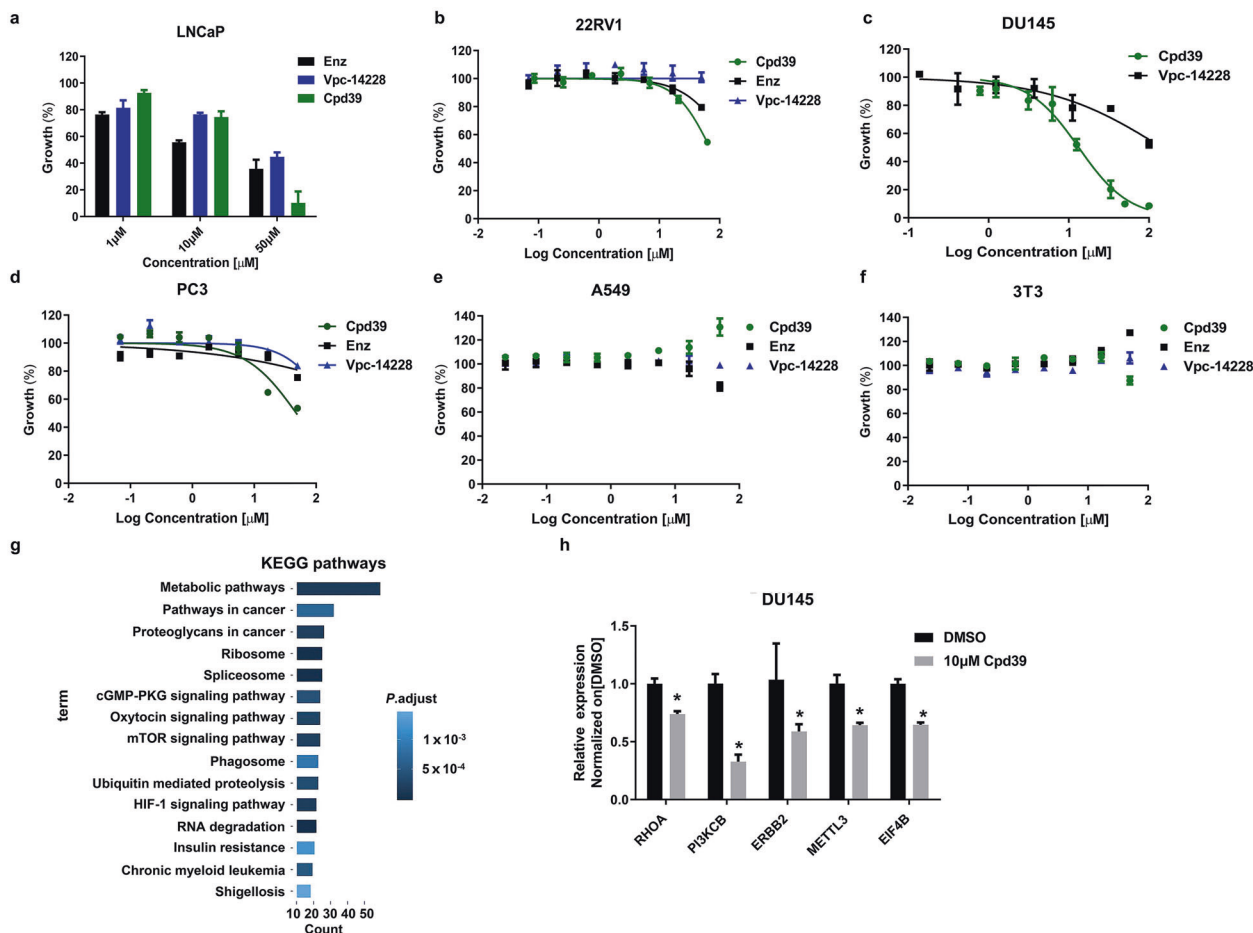 a
LNCaP
120
100
80
60
40
20
0
Growth (%)
1μM
10μM
50μM
Concentration [μM]
Enz
Vpc-14228
Cpd39
b
22RV1
120
100
80
60
40
20
0
Growth (%)
-2
-1
0
1
2
Log Concentration [μM]
Cpd39
Enz
Vpc-14228
c
DU145
120
100
80
60
40
20
0
Growth (%)
-1
0
1
2
Log Concentration [μM]
Cpd39
Vpc-14228
d
PC3
120
100
80
60
40
20
0
Growth (%)
-2
-1
0
1
2
Log Concentration [μM]
Cpd39
Enz
Vpc-14228
e
A549
140
120
100
80
60
40
20
0
Growth (%)
-2
-1
0
1
2
Log Concentration [μM]
Cpd39
Enz
Vpc-14228
f
3T3
140
120
100
80
60
40
20
0
Growth (%)
-2
-1
0
1
2
Log Concentration [μM]
Cpd39
Enz
Vpc-14228
g
KEGG pathways
term
Metabolic pathways
Pathways in cancer
Proteoglycans in cancer
Ribosome
Spliceosome
cGMP-PKG signaling pathway
Oxytocin signaling pathway
mTOR signaling pathway
Phagosome
Ubiquitin mediated proteolysis
HIF-1 signaling pathway
RNA degradation
Insulin resistance
Chronic myeloid leukemia
Shigellosis
10 20 30 40 50
Count
P.adjust
1 x 10⁻³
5 x 10⁻⁴
h
DU145
1.5
1.0
0.5
0.0
Relative expression
Normalized on[DMSO]
*
*
*
*
*
RHOA
PI3KCB
ERBB2
METTL3
EIF4B
DMSO
10μM Cpd39